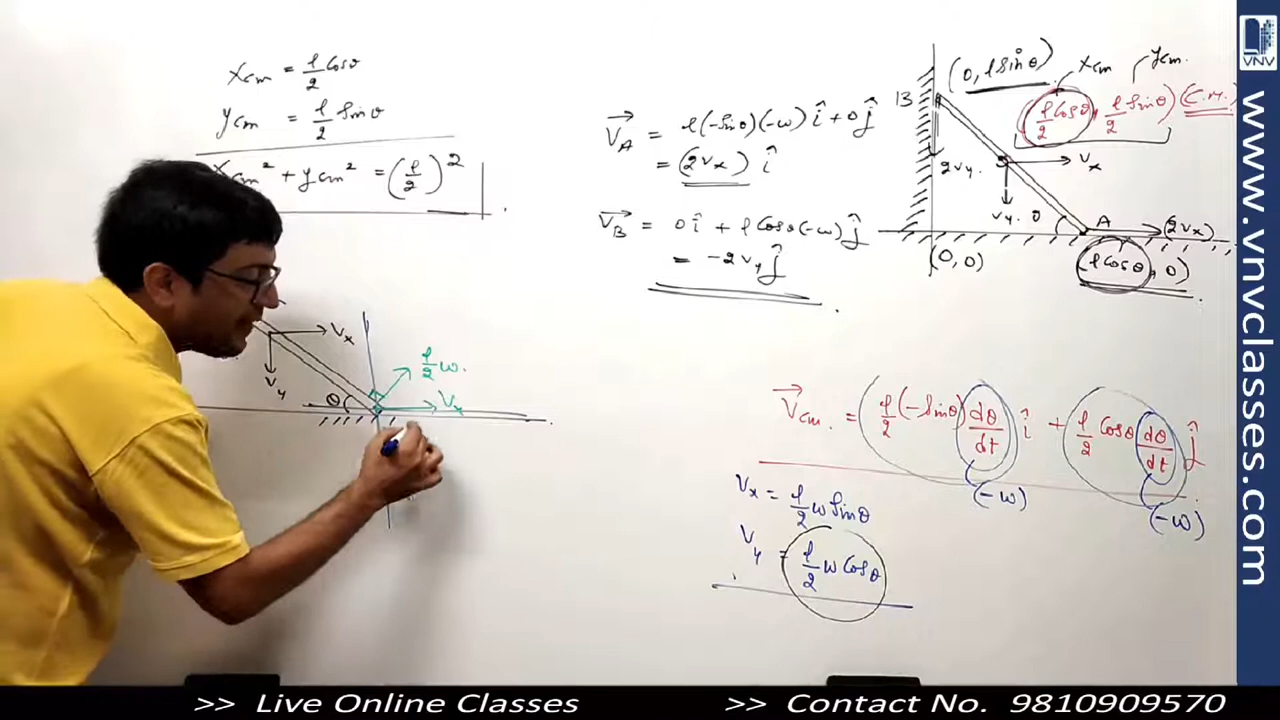 xcm = ℓ/2 Cosθ
ycm = ℓ/2 Sinθ
xcm² + ycm² = (ℓ/2)²
Vx
Vy
θ
ℓ/2 ω.
Vx
V⃗A = ℓ(-Sinθ)(-ω) î + 0 ĵ
= (2Vx) î
V⃗B = 0 î + ℓ Cosθ(-ω) ĵ
= -2Vy ĵ
(0, ℓ Sinθ)
xcm
ycm.
B
(ℓ/2 Cosθ, ℓ/2 Sinθ) (C.M.)
2Vy.
Vx
Vy.
θ
A
(2Vx)
(0,0)
(ℓ Cosθ, 0)
V⃗cm. = ℓ/2 (-Sinθ) dθ/dt î + ℓ/2 Cosθ dθ/dt ĵ
(-ω)
(-ω)
Vx = ℓ/2 ω Sinθ
Vy = ℓ/2 ω Cosθ
VNV
www.vnvclasses.com
>> Live Online Classes
>> Contact No. 9810909570